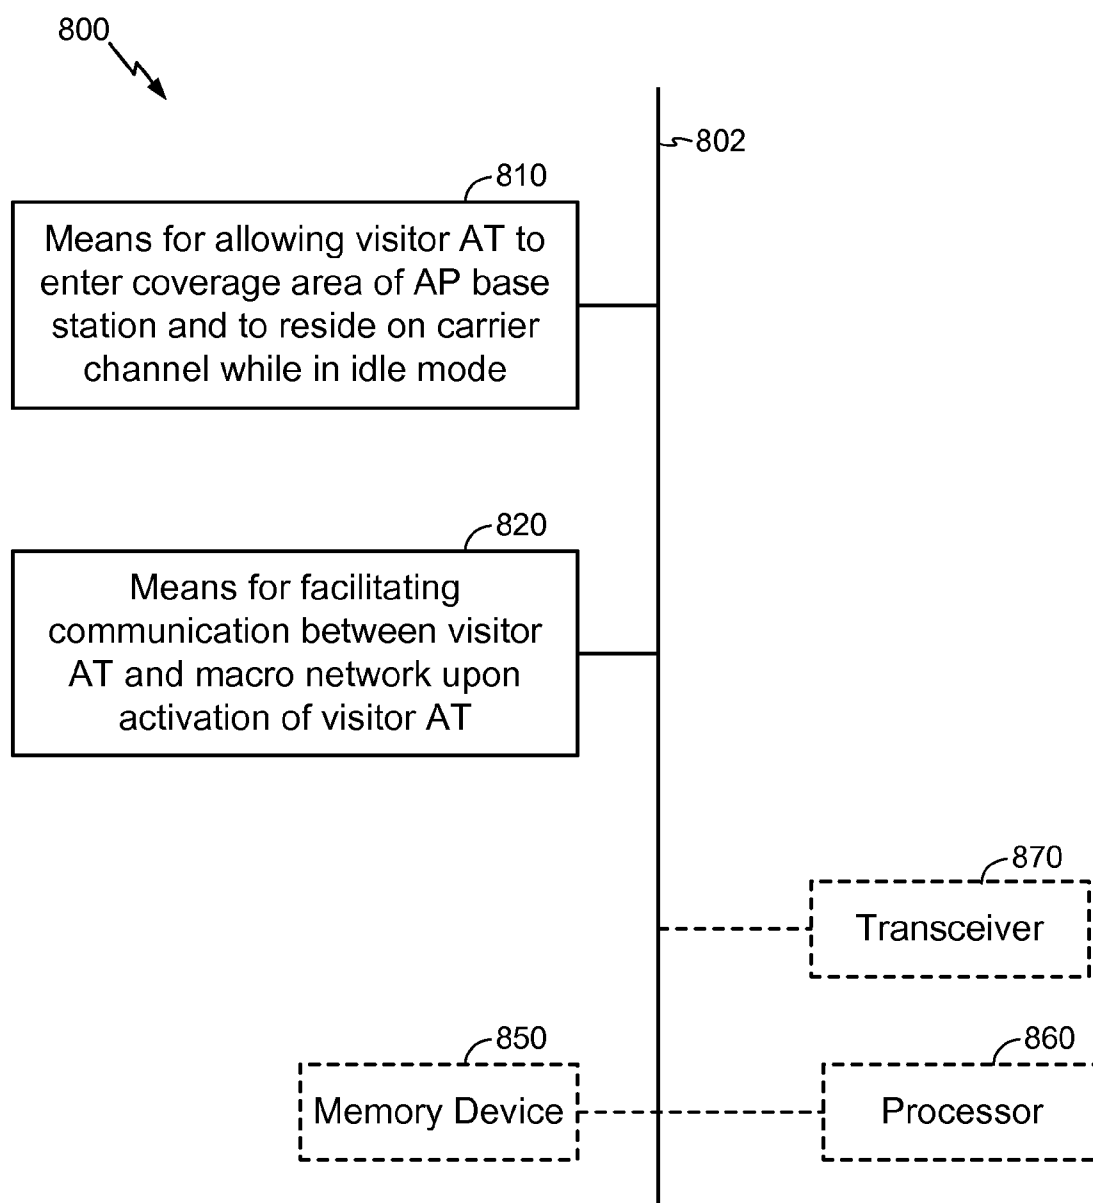 800
802
810
Means for allowing visitor AT to
enter coverage area of AP base
station and to reside on carrier
channel while in idle mode
820
Means for facilitating
communication between visitor
AT and macro network upon
activation of visitor AT
870
Transceiver
850
Memory Device
860
Processor